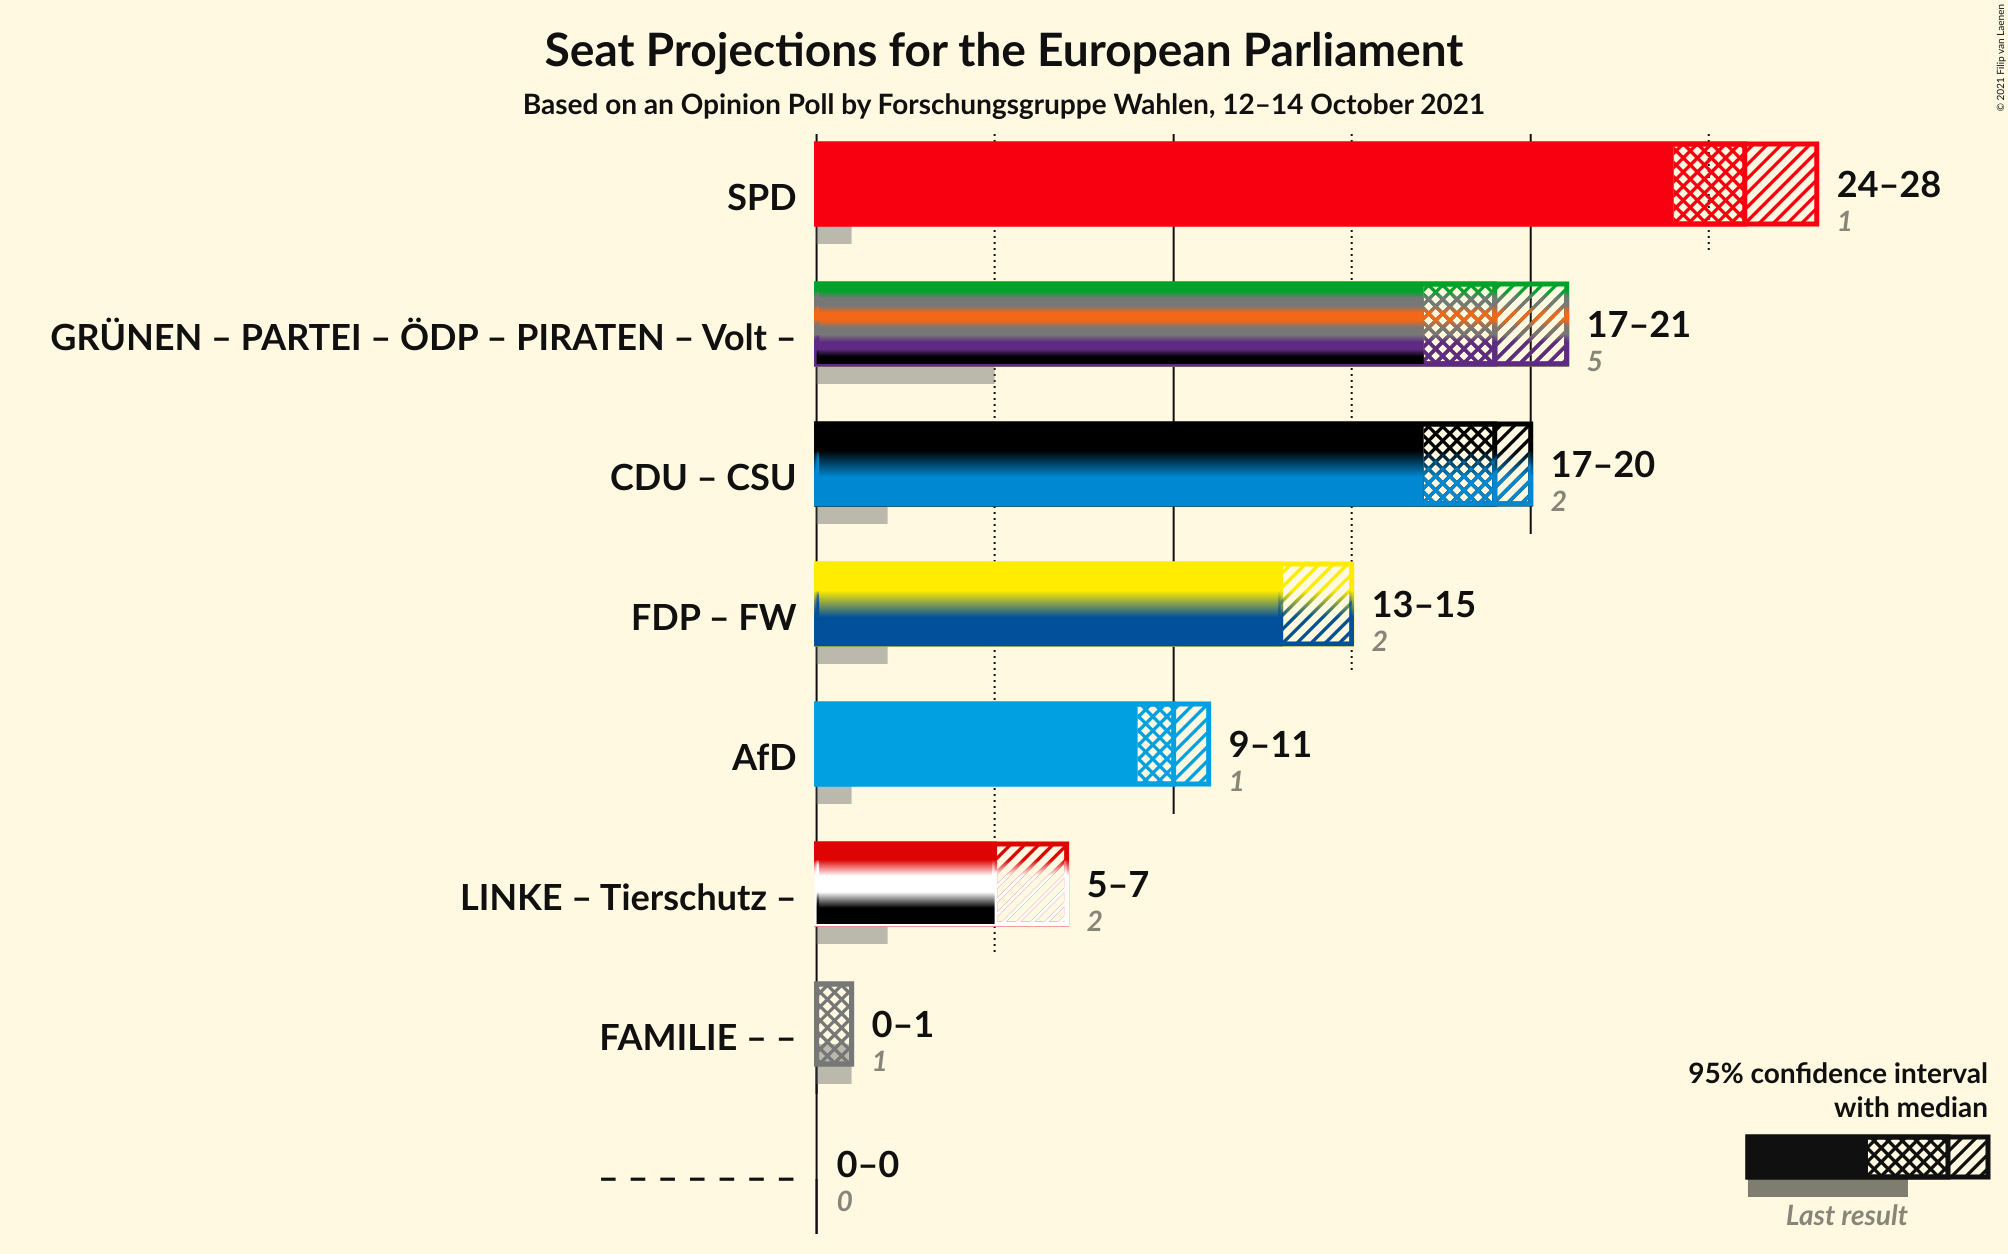 Seat Projections for the European Parliament
Based on an Opinion Poll by Forschungsgruppe Wahlen, 12–14 October 2021
© 2021 Filip van Laenen
SPD
24–28
1
GRÜNEN – PARTEI – ÖDP – PIRATEN – Volt –
17–21
5
CDU – CSU
17–20
2
FDP – FW
13–15
2
AfD
9–11
1
LINKE – Tierschutz –
5–7
2
FAMILIE – –
0–1
1
– – – – – – –
0–0
0
95% confidence interval
with median
Last result